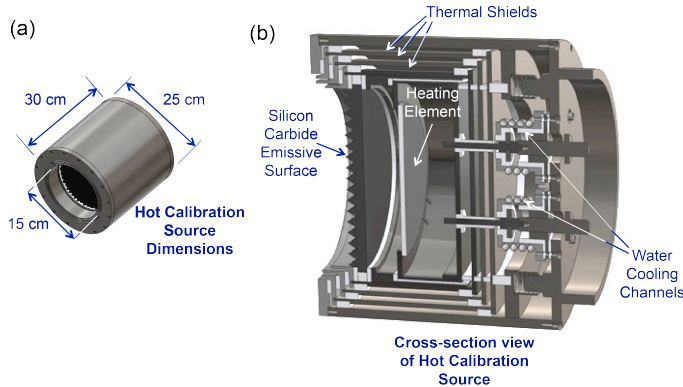 (a)
30 cm
25 cm
15 cm
Hot Calibration
Source
Dimensions
(b)
Thermal Shields
Heating
Element
Silicon
Carbide
Emissive
Surface
Water
Cooling
Channels
Cross-section view
of Hot Calibration
Source